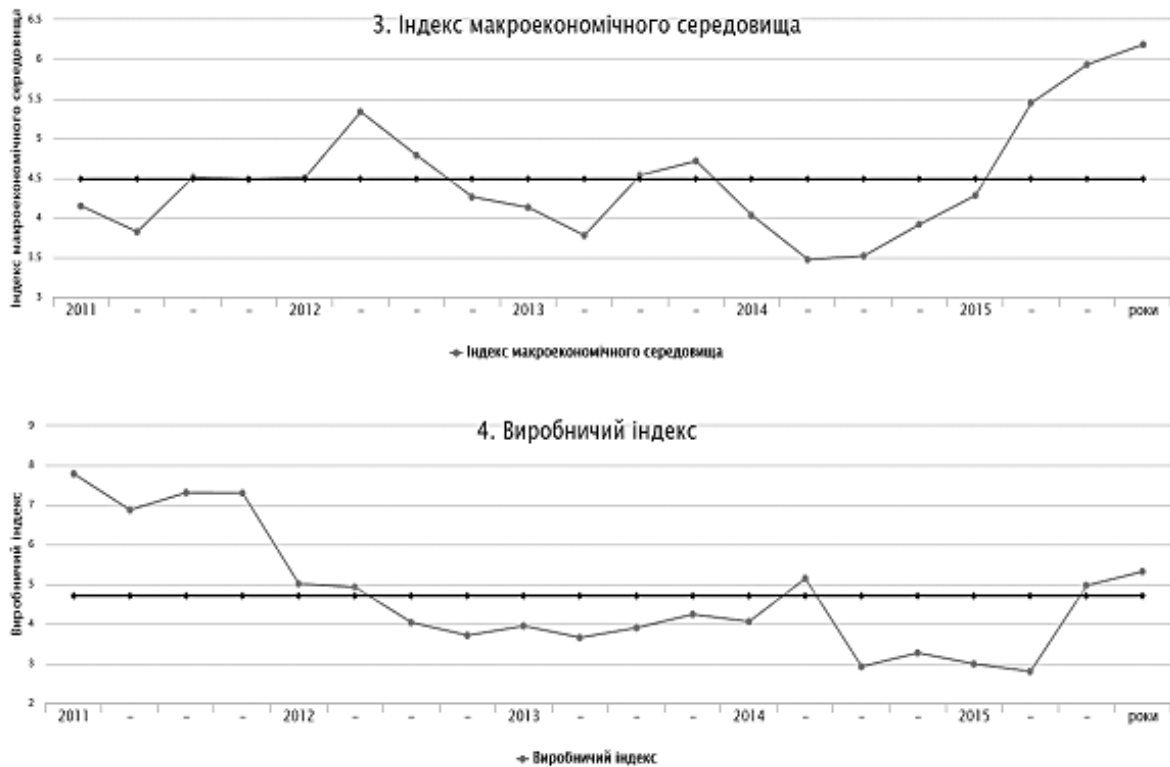 3. Індекс макроекономічного середовища
Індекс макроекономічного середовища
6.5
6
5.5
5
4.5
4
3.5
3
2011 - - - 2012 - - - 2013 - - - 2014 - - - 2015 - - роки
Індекс макроекономічного середовища
4. Виробничий індекс
Виробничий індекс
9
8
7
6
5
4
3
2
2011 - - - 2012 - - - 2013 - - - 2014 - - - 2015 - - роки
Виробничий індекс